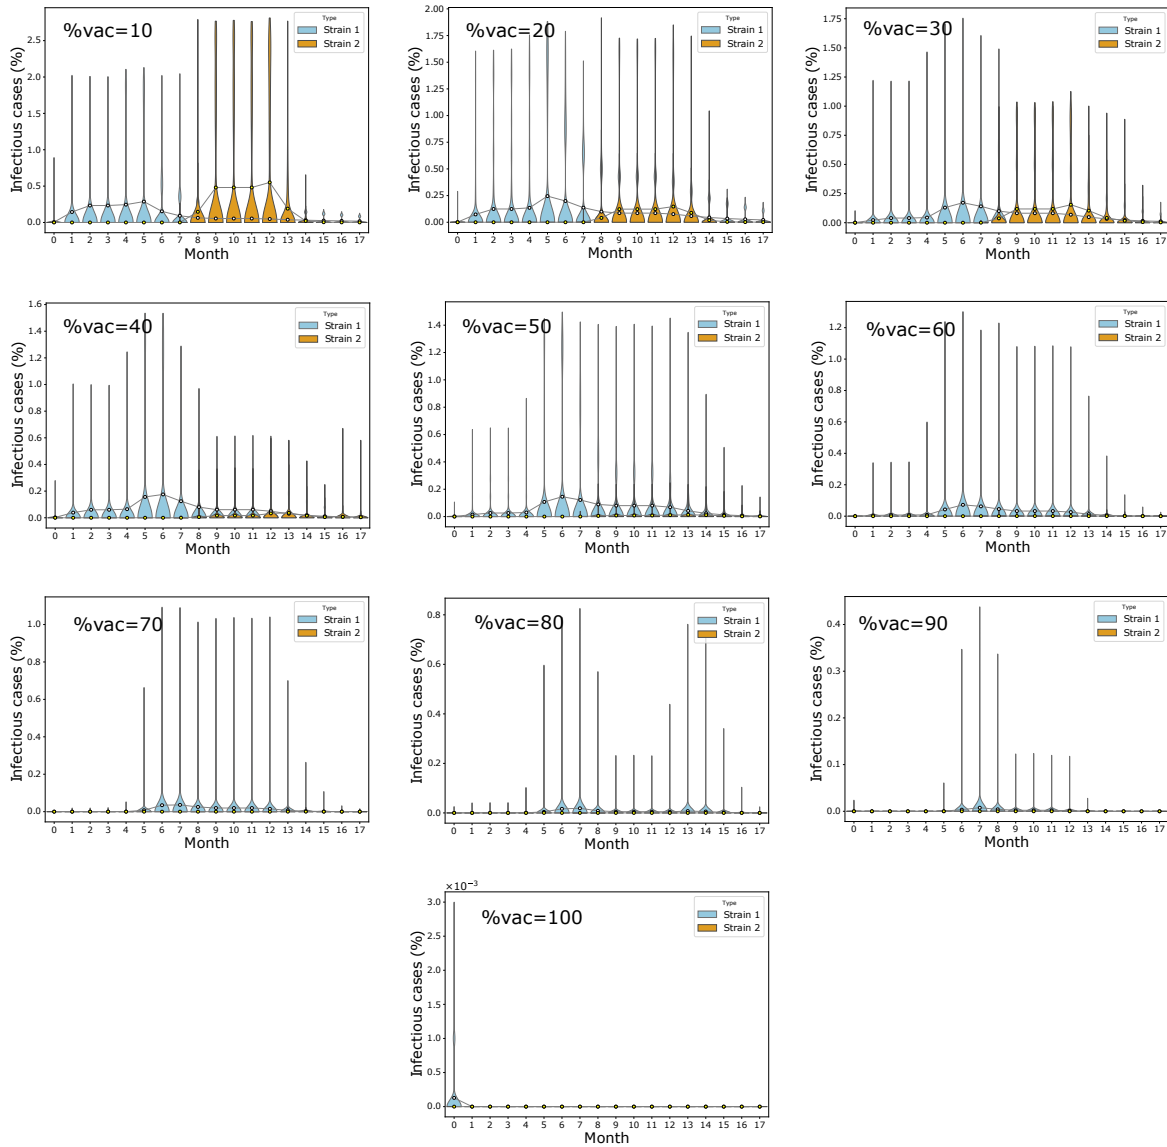 %vac=10
Type
Strain 1
Strain 2
Infectious cases (%)
2.5
2.0
1.5
1.0
0.5
0.0
0 1 2 3 4 5 6 7 8 9 10 11 12 13 14 15 16 17
Month
%vac=20
Type
Strain 1
Strain 2
Infectious cases (%)
2.00
1.75
1.50
1.25
1.00
0.75
0.50
0.25
0.00
0 1 2 3 4 5 6 7 8 9 10 11 12 13 14 15 16 17
Month
%vac=30
Type
Strain 1
Strain 2
Infectious cases (%)
1.75
1.50
1.25
1.00
0.75
0.50
0.25
0.00
0 1 2 3 4 5 6 7 8 9 10 11 12 13 14 15 16 17
Month
%vac=40
Type
Strain 1
Strain 2
Infectious cases (%)
1.6
1.4
1.2
1.0
0.8
0.6
0.4
0.2
0.0
0 1 2 3 4 5 6 7 8 9 10 11 12 13 14 15 16 17
Month
%vac=50
Type
Strain 1
Strain 2
Infectious cases (%)
1.4
1.2
1.0
0.8
0.6
0.4
0.2
0.0
0 1 2 3 4 5 6 7 8 9 10 11 12 13 14 15 16 17
Month
%vac=60
Type
Strain 1
Strain 2
Infectious cases (%)
1.2
1.0
0.8
0.6
0.4
0.2
0.0
0 1 2 3 4 5 6 7 8 9 10 11 12 13 14 15 16 17
Month
%vac=70
Type
Strain 1
Strain 2
Infectious cases (%)
1.0
0.8
0.6
0.4
0.2
0.0
0 1 2 3 4 5 6 7 8 9 10 11 12 13 14 15 16 17
Month
%vac=80
Type
Strain 1
Strain 2
Infectious cases (%)
0.8
0.6
0.4
0.2
0.0
0 1 2 3 4 5 6 7 8 9 10 11 12 13 14 15 16 17
Month
%vac=90
Type
Strain 1
Strain 2
Infectious cases (%)
0.4
0.3
0.2
0.1
0.0
0 1 2 3 4 5 6 7 8 9 10 11 12 13 14 15 16 17
Month
×10⁻³
%vac=100
Type
Strain 1
Strain 2
Infectious cases (%)
3.0
2.5
2.0
1.5
1.0
0.5
0.0
0 1 2 3 4 5 6 7 8 9 10 11 12 13 14 15 16 17
Month